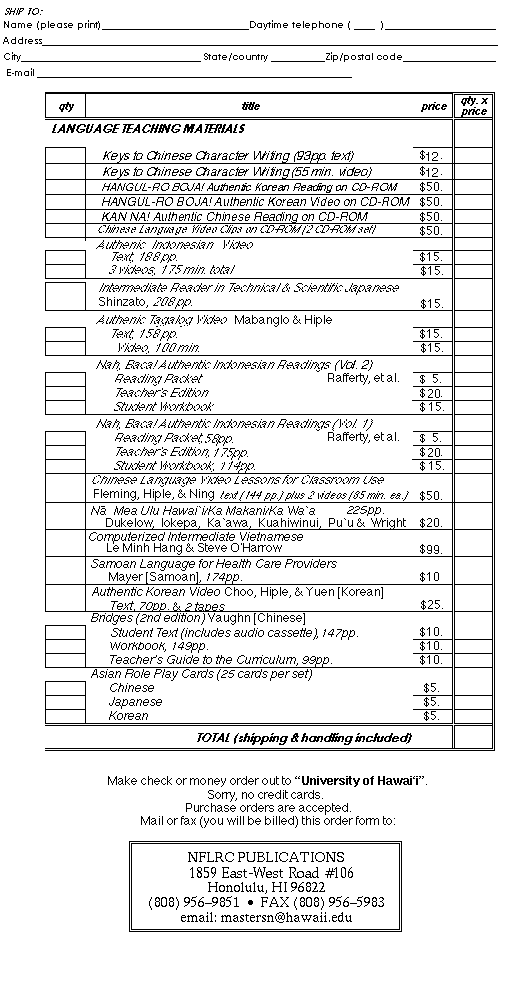 SHIP TO:
Name (please print) Daytime telephone ( )
Address
City State/country Zip/postal code
E-mail
qty title price qty. x price
LANGUAGE TEACHING MATERIALS
Keys to Chinese Character Writing (93pp. text) $12.
Keys to Chinese Character Writing (55 min. video) $12.
HANGUL-RO BOJA! Authentic Korean Reading on CD-ROM $50.
HANGUL-RO BOJA! Authentic Korean Video on CD-ROM $50.
KAN NA! Authentic Chinese Reading on CD-ROM $50.
Chinese Language Video Clips on CD-ROM (2 CD-ROM set) $50.
Authenic Indonesian Video
Text, 188 pp. $15.
3 videos, 175 min. total $15.
Intermediate Reader in Technical & Scientific Japanese
Shinzato, 208 pp. $15.
Authenic Tagalog Video Mabanglo & Hiple
Text, 158 pp. $15.
Video, 100 min. $15.
Nah, Baca! Authentic Indonesian Readings (Vol. 2)
Reading Packet Rafferty, et al. $ 5.
Teacher's Edition $20.
Student Workbook $15.
Nah, Baca! Authentic Indonesian Readings (Vol. 1)
Reading Packet, 58pp. Rafferty, et al. $ 5.
Teacher's Edition, 175pp. $20.
Student Workbook, 114pp. $15.
Chinese Language Video Lessons for Classroom Use
Fleming, Hiple, & Ning text (144 pp.) plus 2 videos (85 min. ea.) $50.
Nā Mea Ulu Hawai`i/Ka Makani/Ka Wa`a 225pp.
Dukelow, Iokepa, Ka`awa, Kuahiwinui, Pu`u & Wright $20.
Computerized Intermediate Vietnamese
Le Minh Hang & Steve O'Harrow $99.
Samoan Language for Health Care Providers
Mayer [Samoan], 174pp. $10
Authentic Korean Video Choo, Hiple, & Yuen [Korean]
Text, 70pp. & 2 tapes $25.
Bridges (2nd edition) Yaughn [Chinese]
Student Text (includes audio cassette), 147pp. $10.
Workbook, 149pp. $10.
Teacher's Guide to the Curriculum, 99pp. $10.
Asian Role Play Cards (25 cards per set)
Chinese $5.
Japanese $5.
Korean $5.
TOTAL (shipping & handling included)
Make check or money order out to “University of Hawai‘i”.
Sorry, no credit cards.
Purchase orders are accepted.
Mail or fax (you will be billed) this order form to:
NFLRC PUBLICATIONS
1859 East-West Road #106
Honolulu, HI 96822
(808) 956–9851 • FAX (808) 956–5983
email: mastersn@hawaii.edu